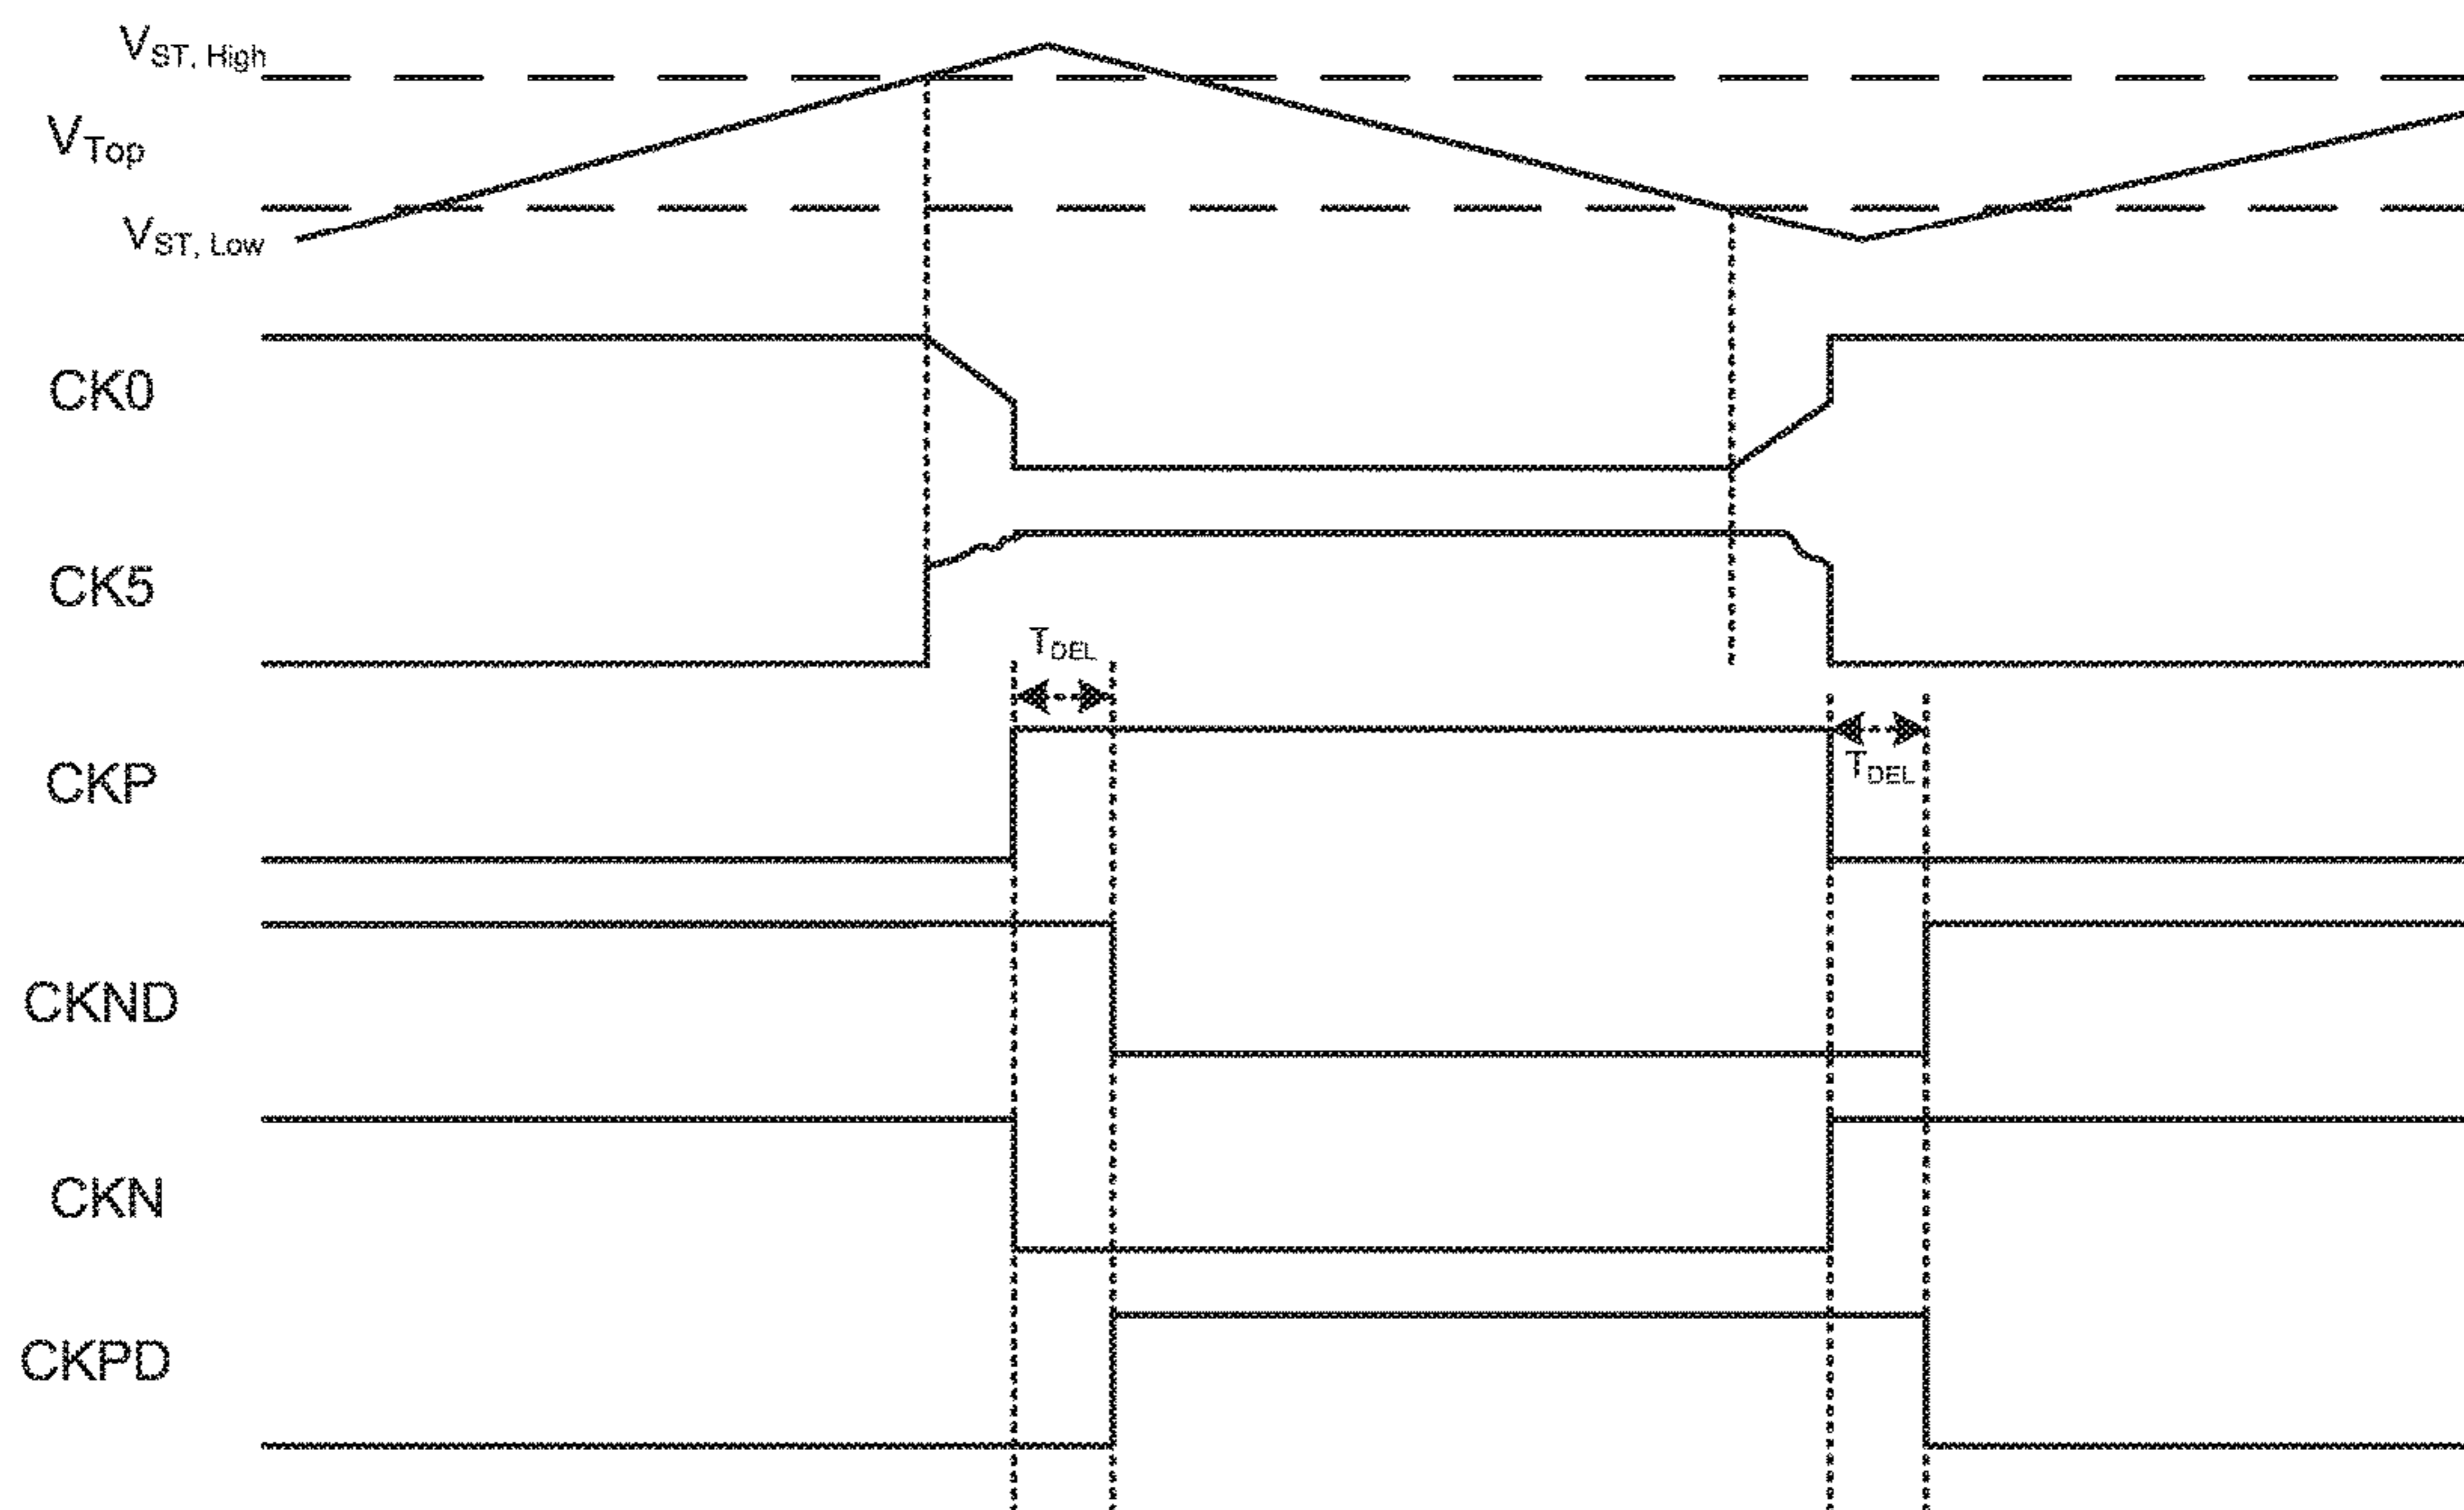 VST, High
VTop
VST, Low
CK0
CK5
TDEL
CKP
TDEL
CKND
CKN
CKPD